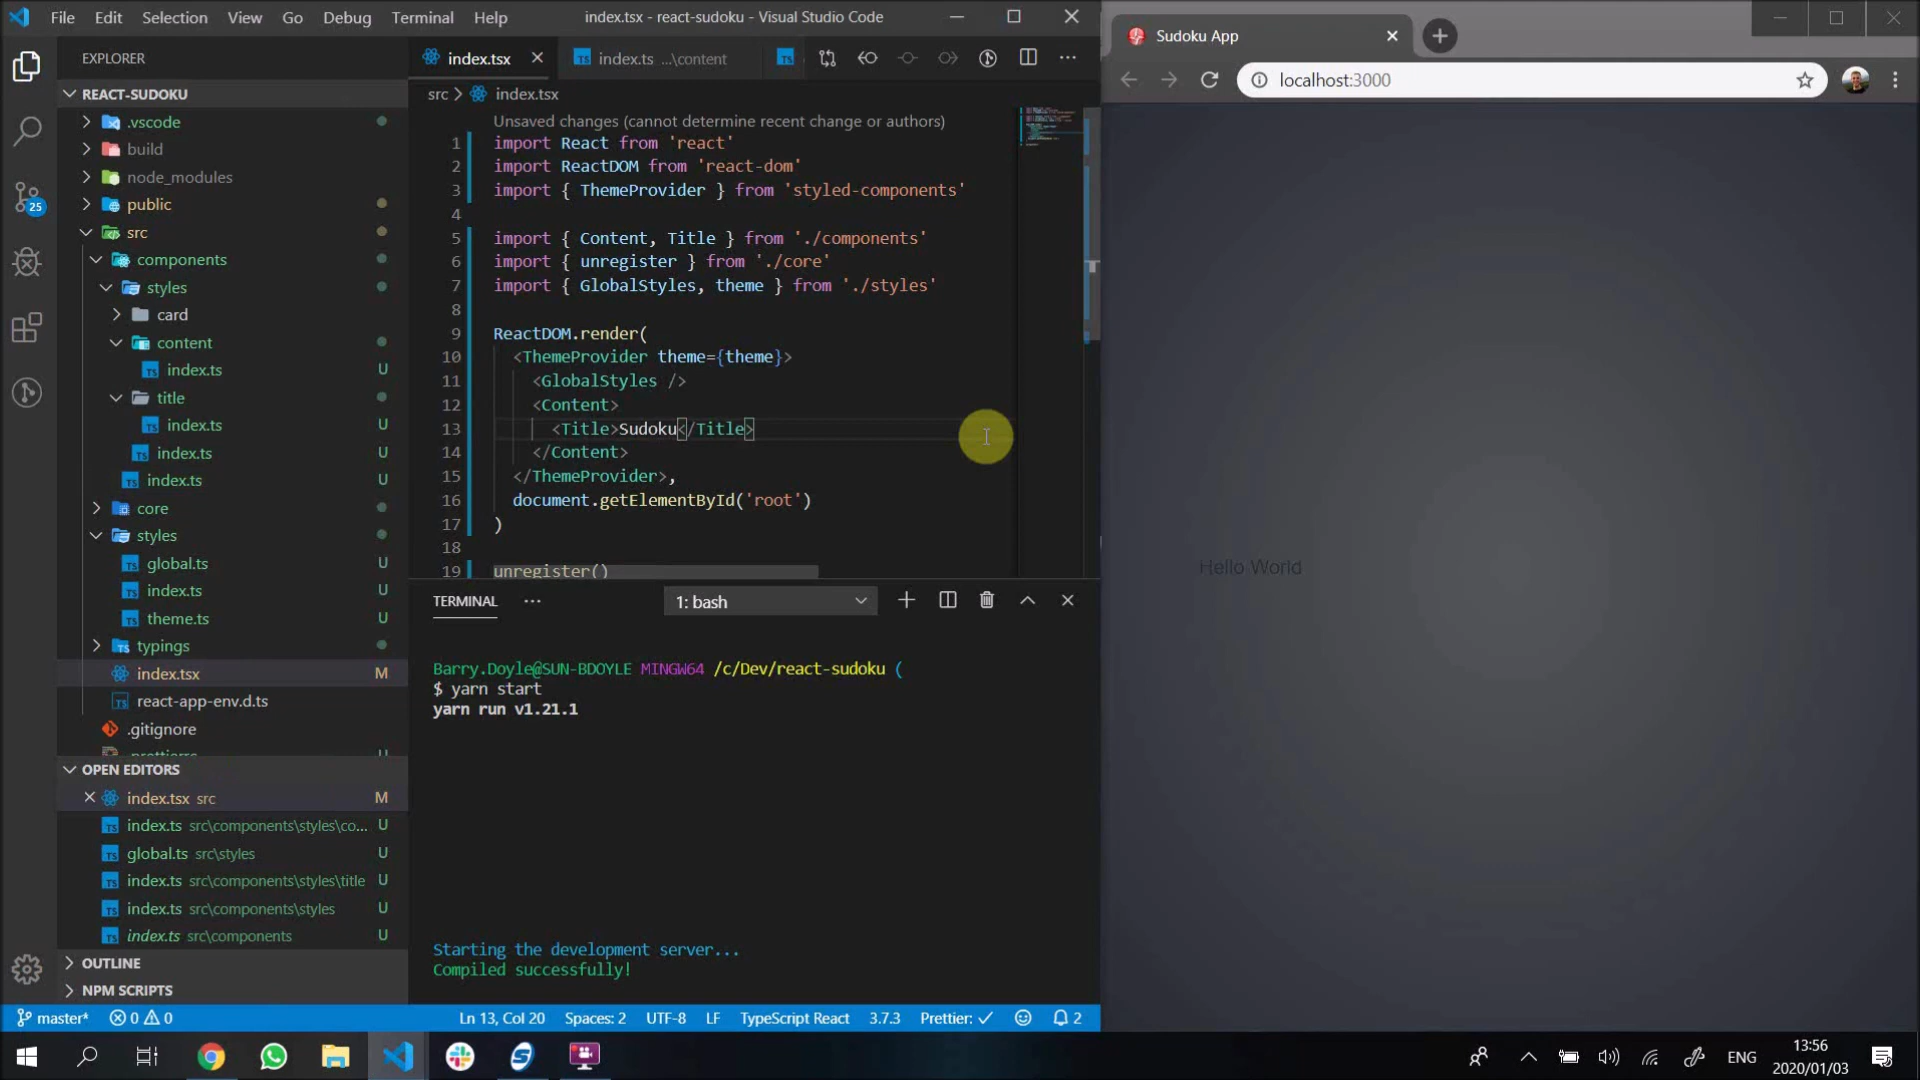 File Edit Selection View Go Debug Terminal Help
index.tsx - react-sudoku - Visual Studio Code
EXPLORER
REACT-SUDOKU
.vscode
build
node_modules
public
src
components
styles
card
content
index.ts U
title
index.ts U
index.ts U
index.ts U
core
styles
global.ts U
index.ts U
theme.ts U
typings
index.tsx M
react-app-env.d.ts
.gitignore
.prettierrc U
OPEN EDITORS
index.tsx src M
index.ts src\components\styles\co... U
global.ts src\styles U
index.ts src\components\styles\title U
index.ts src\components\styles U
index.ts src\components U
OUTLINE
NPM SCRIPTS
25
index.tsx
index.ts ...\content
src > index.tsx
Unsaved changes (cannot determine recent change or authors)
1 import React from 'react'
2 import ReactDOM from 'react-dom'
3 import { ThemeProvider } from 'styled-components'
4
5 import { Content, Title } from './components'
6 import { unregister } from './core'
7 import { GlobalStyles, theme } from './styles'
8
9 ReactDOM.render(
10 <ThemeProvider theme={theme}>
11 <GlobalStyles />
12 <Content>
13 <Title>Sudoku</Title>
14 </Content>
15 </ThemeProvider>,
16 document.getElementById('root')
17 )
18
19 unregister()
TERMINAL
1: bash
Barry.Doyle@SUN-BDOYLE MINGW64 /c/Dev/react-sudoku (
$ yarn start
yarn run v1.21.1
Starting the development server...
Compiled successfully!
master* 0 0 Ln 13, Col 20 Spaces: 2 UTF-8 LF TypeScript React 3.7.3 Prettier: ✓ 2
Sudoku App
localhost:3000
Hello World
ENG
13:56
2020/01/03